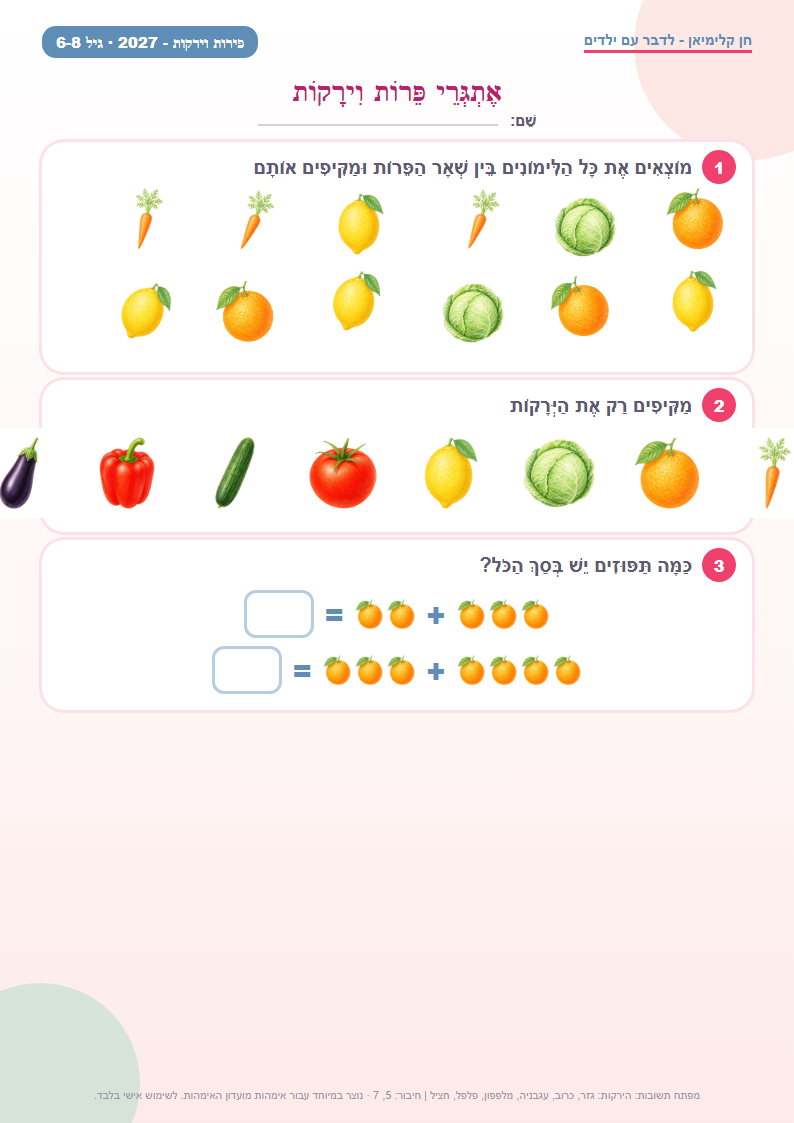 חן קלימיאן - לדבר עם ילדים
פירות וירקות - 2027 • גיל 6-8
אֶתְגְּרֵי פֵּרוֹת וִירָקוֹת
שֵׁם:
1
מוֹצְאִים אֶת כָּל הַלִּימוֹנִים בֵּין שְׁאָר הַפֵּרוֹת וּמַקִּיפִים אוֹתָם
2
מַקִּיפִים רַק אֶת הַיְּרָקוֹת
3
כַּמָּה תַּפּוּזִים יֵשׁ בְּסַךְ הַכֹּל?
+ =
+ =
מפתח תשובות: הירקות: גזר, כרוב, עגבניה, מלפפון, פלפל, חציל | חיבור: 5, 7 · נוצר במיוחד עבור אימהות מועדון האימהות. לשימוש אישי בלבד.